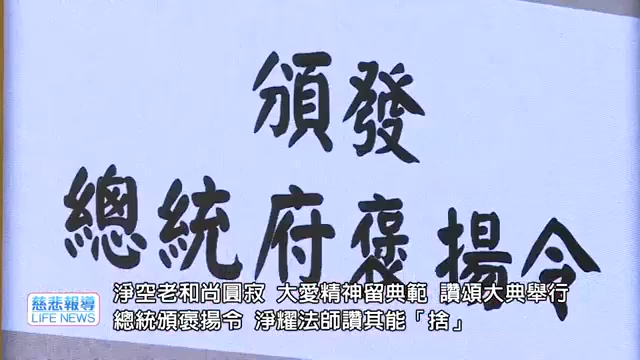 頒發
總統府褒揚令
慈悲報導
LIFE NEWS
淨空老和尚圓寂 大愛精神留典範 讚頌大典舉行
總統頒褒揚令 淨耀法師讚其能「捨」